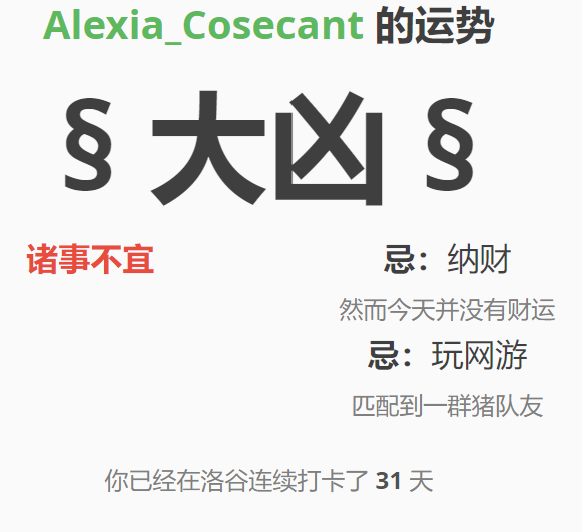 Alexia_Cosecant 的运势
§ 大凶 §
诸事不宜
忌：纳财
然而今天并没有财运
忌：玩网游
匹配到一群猪队友
你已经在洛谷连续打卡了 31 天